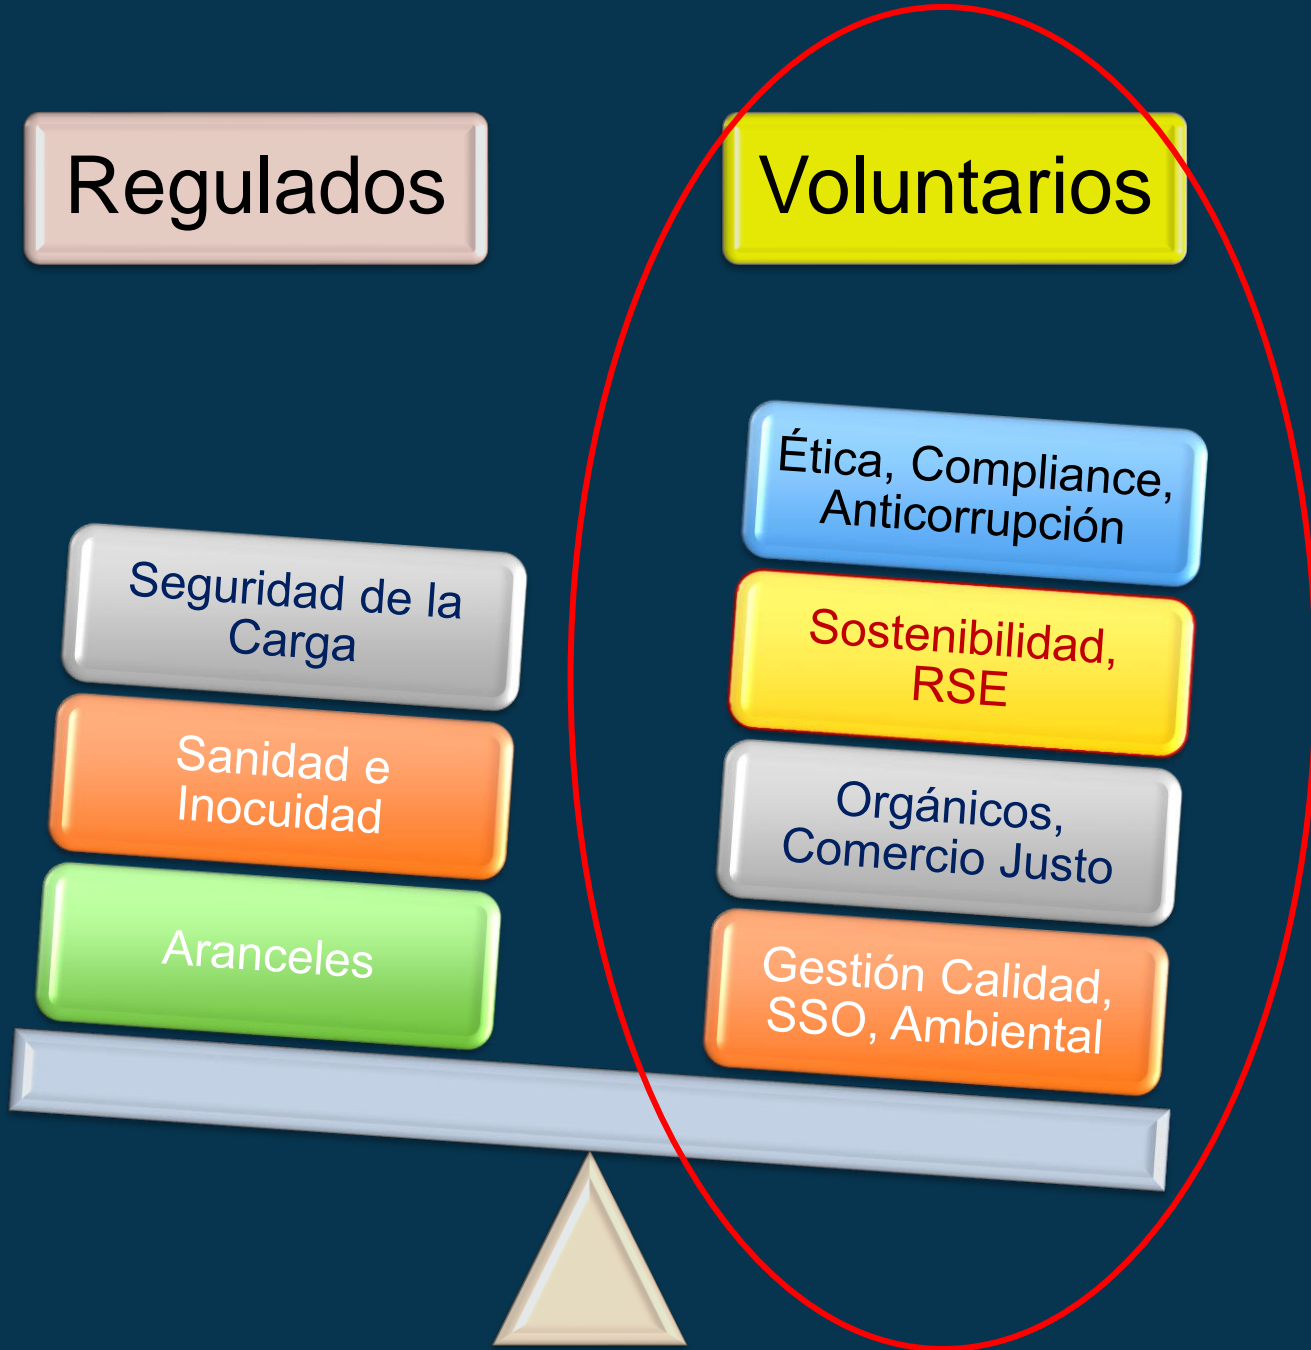 Regulados
Voluntarios
Seguridad de la
Carga
Sanidad e
Inocuidad
Aranceles
Ética, Compliance,
Anticorrupción
Sostenibilidad,
RSE
Orgánicos,
Comercio Justo
Gestión Calidad,
SSO, Ambiental